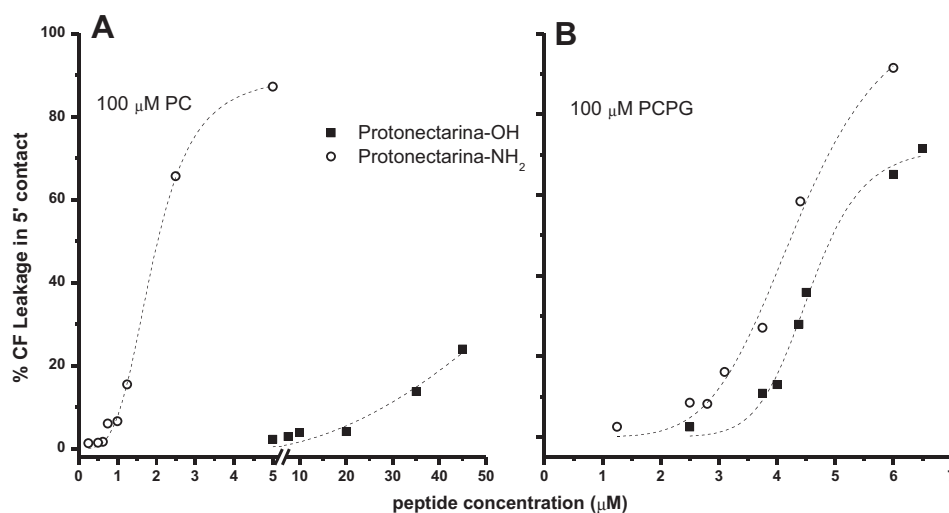 A
B
100
80
60
40
20
0
% CF Leakage in 5' contact
100 μM PC
100 μM PCPG
Protonectarina-OH
Protonectarina-NH₂
0 1 2 3 4 5 10 20 30 40 50
0 1 2 3 4 5 6 7
peptide concentration (μM)